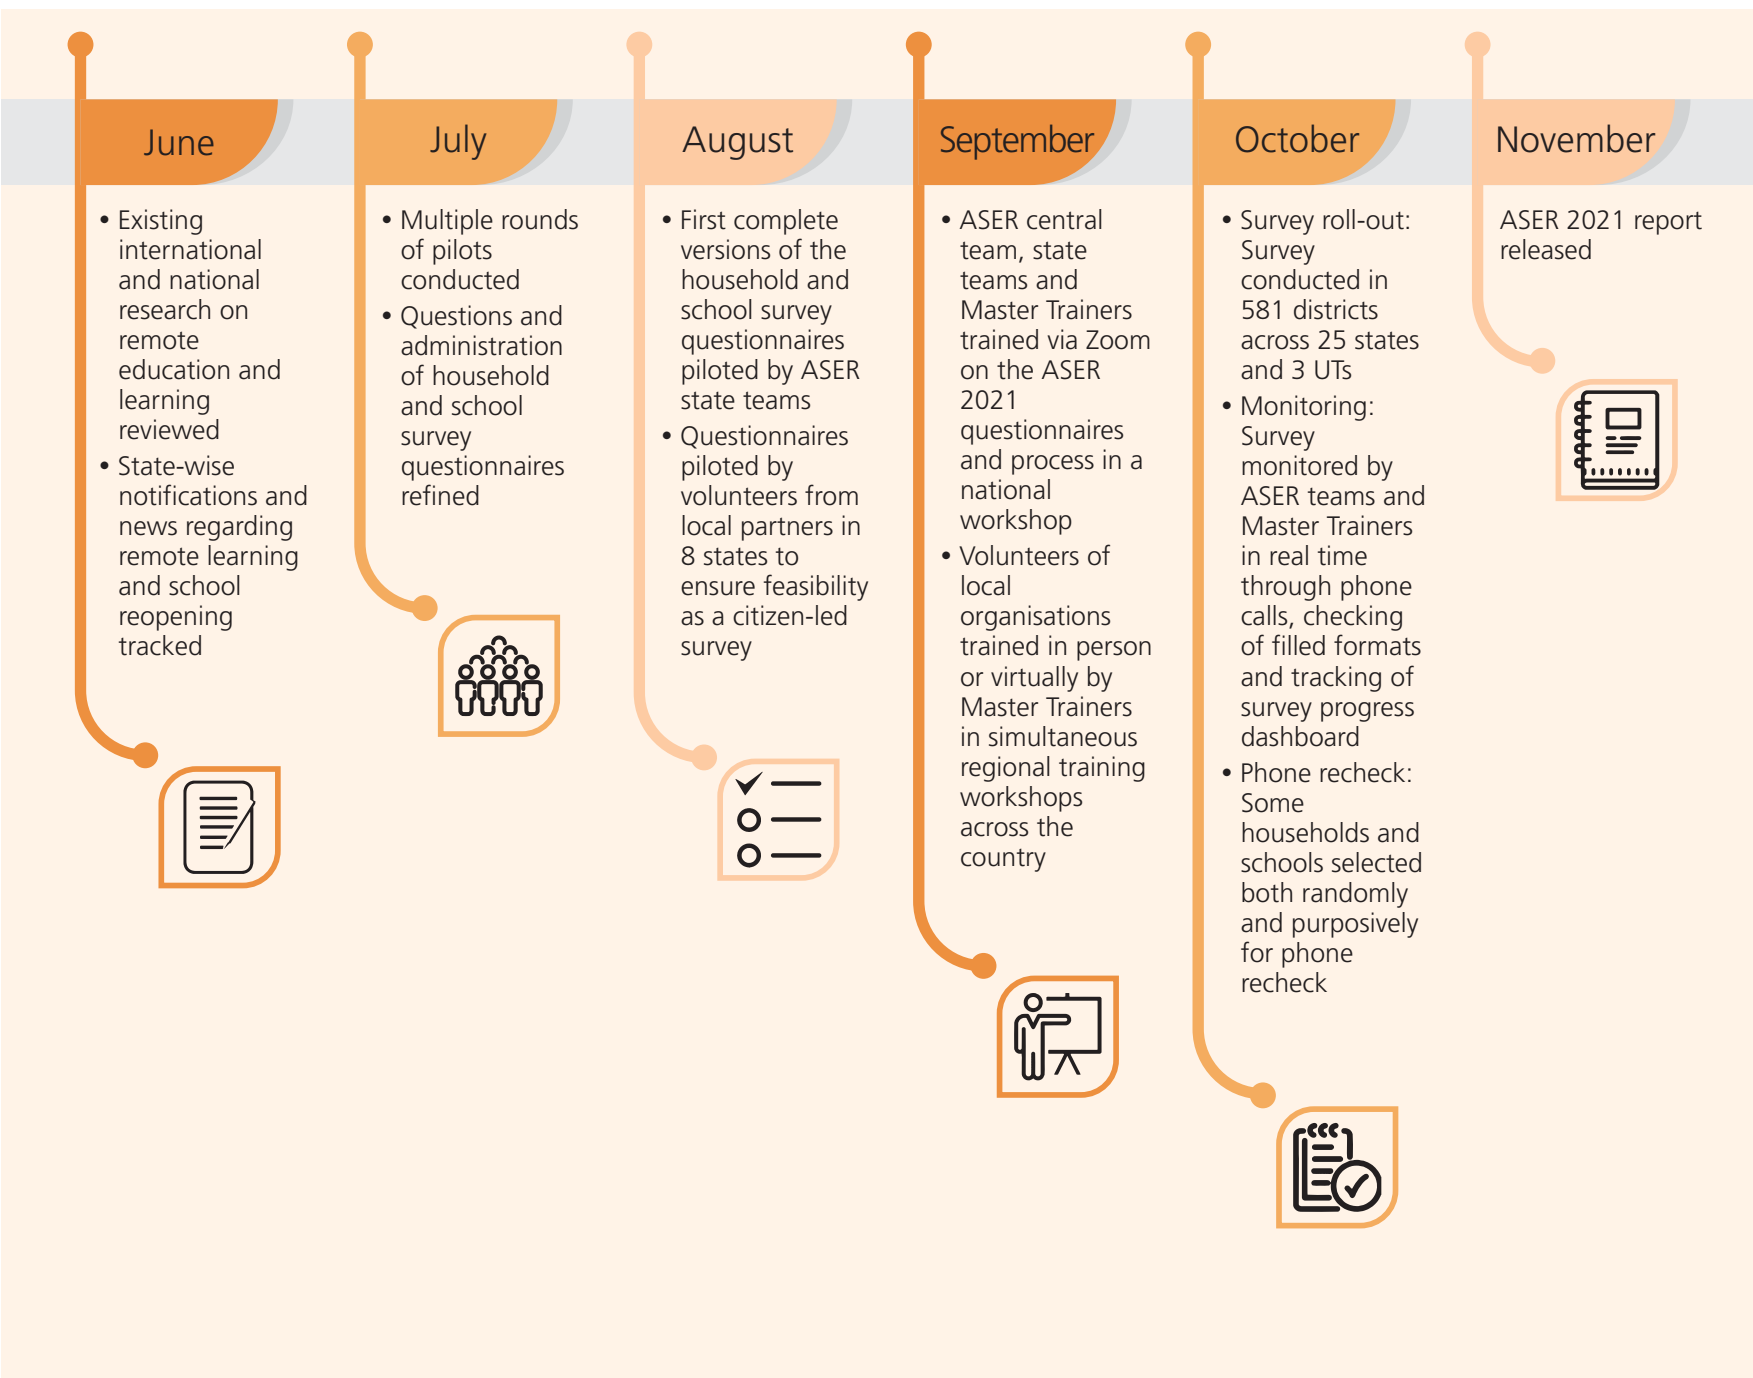 June
• Existing
international
and national
research on
remote
education and
learning
reviewed
• State-wise
notifications and
news regarding
remote learning
and school
reopening
tracked
July
• Multiple rounds
of pilots
conducted
• Questions and
administration
of household
and school
survey
questionnaires
refined
August
• First complete
versions of the
household and
school survey
questionnaires
piloted by ASER
state teams
• Questionnaires
piloted by
volunteers from
local partners in
8 states to
ensure feasibility
as a citizen-led
survey
September
• ASER central
team, state
teams and
Master Trainers
trained via Zoom
on the ASER
2021
questionnaires
and process in a
national
workshop
• Volunteers of
local
organisations
trained in person
or virtually by
Master Trainers
in simultaneous
regional training
workshops
across the
country
October
• Survey roll-out:
Survey
conducted in
581 districts
across 25 states
and 3 UTs
• Monitoring:
Survey
monitored by
ASER teams and
Master Trainers
in real time
through phone
calls, checking
of filled formats
and tracking of
survey progress
dashboard
• Phone recheck:
Some
households and
schools selected
both randomly
and purposively
for phone
recheck
November
ASER 2021 report
released